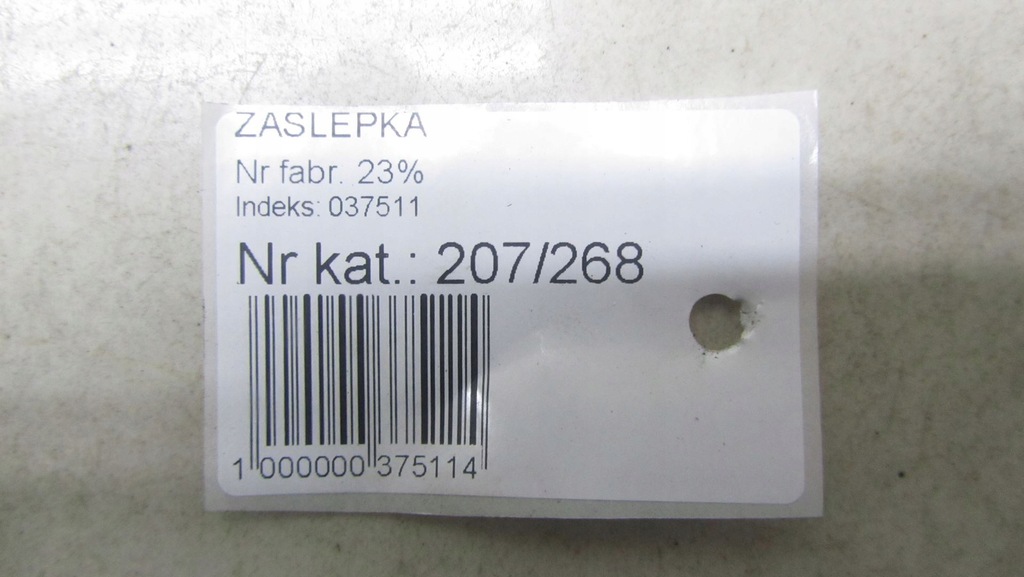 ZASLEPKA
Nr fabr. 23%
Indeks: 037511
Nr kat.: 207/268
1 000000 375114